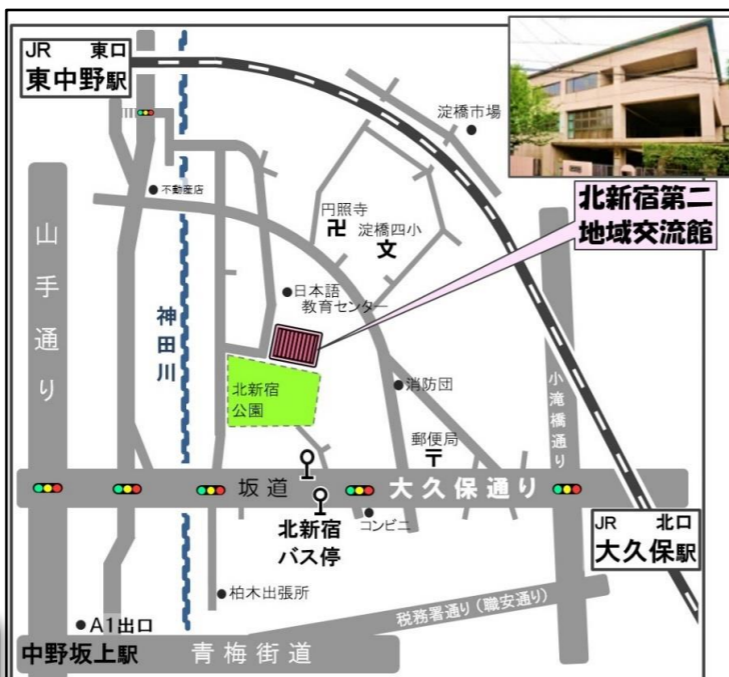 JR 東口
東中野駅
淀橋市場
不動産店
北新宿第二
地域交流館
円照寺
淀橋四小
文
山手通り
神田川
日本語
教育センター
北新宿
公園
消防団
小滝橋通り
郵便局
〒
坂道
大久保通り
北新宿
バス停
コンビニ
JR 北口
大久保駅
柏木出張所
税務署通り(職安通り)
A1出口
中野坂上駅
青梅街道